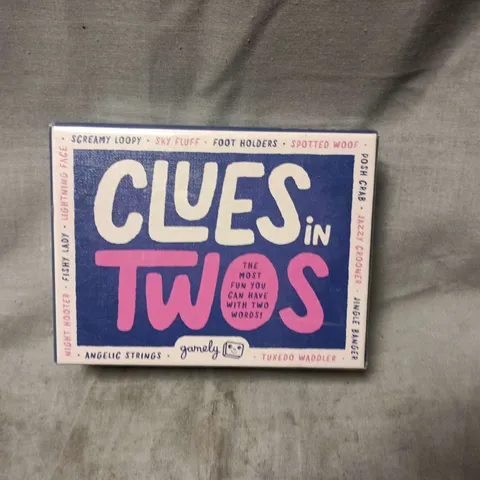 SCREAMY LOOPY · SKY FLUFF · FOOT HOLDERS · SPOTTED WOOF ·
POSH CRAB · JAZZY CROONER · JINGLE BANGER
NIGHT HOOTER · FISHY LADY · LIGHTNING FACE
CLUES IN
TWOS
THE
MOST
FUN YOU
CAN HAVE
WITH TWO
WORDS!
· ANGELIC STRINGS ·
gamely
· TUXEDO WADDLER ·